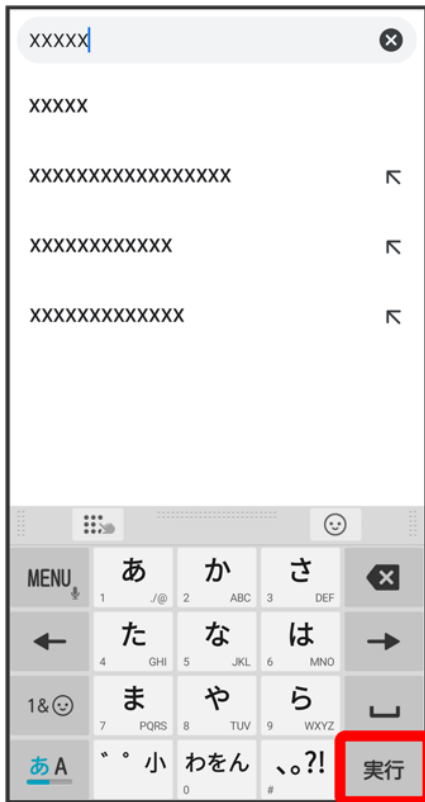 XXXXX
XXXXX
XXXXXXXXXXXXXXXXX
XXXXXXXXXXXX
XXXXXXXXXXXXX
MENU あ か さ
1 ./@ 2 ABC 3 DEF
た な は
4 GHI 5 JKL 6 MNO
1& ま や ら
7 PQRS 8 TUV 9 WXYZ
あA ゛゜小 わをん 、。?! 実行
0 #